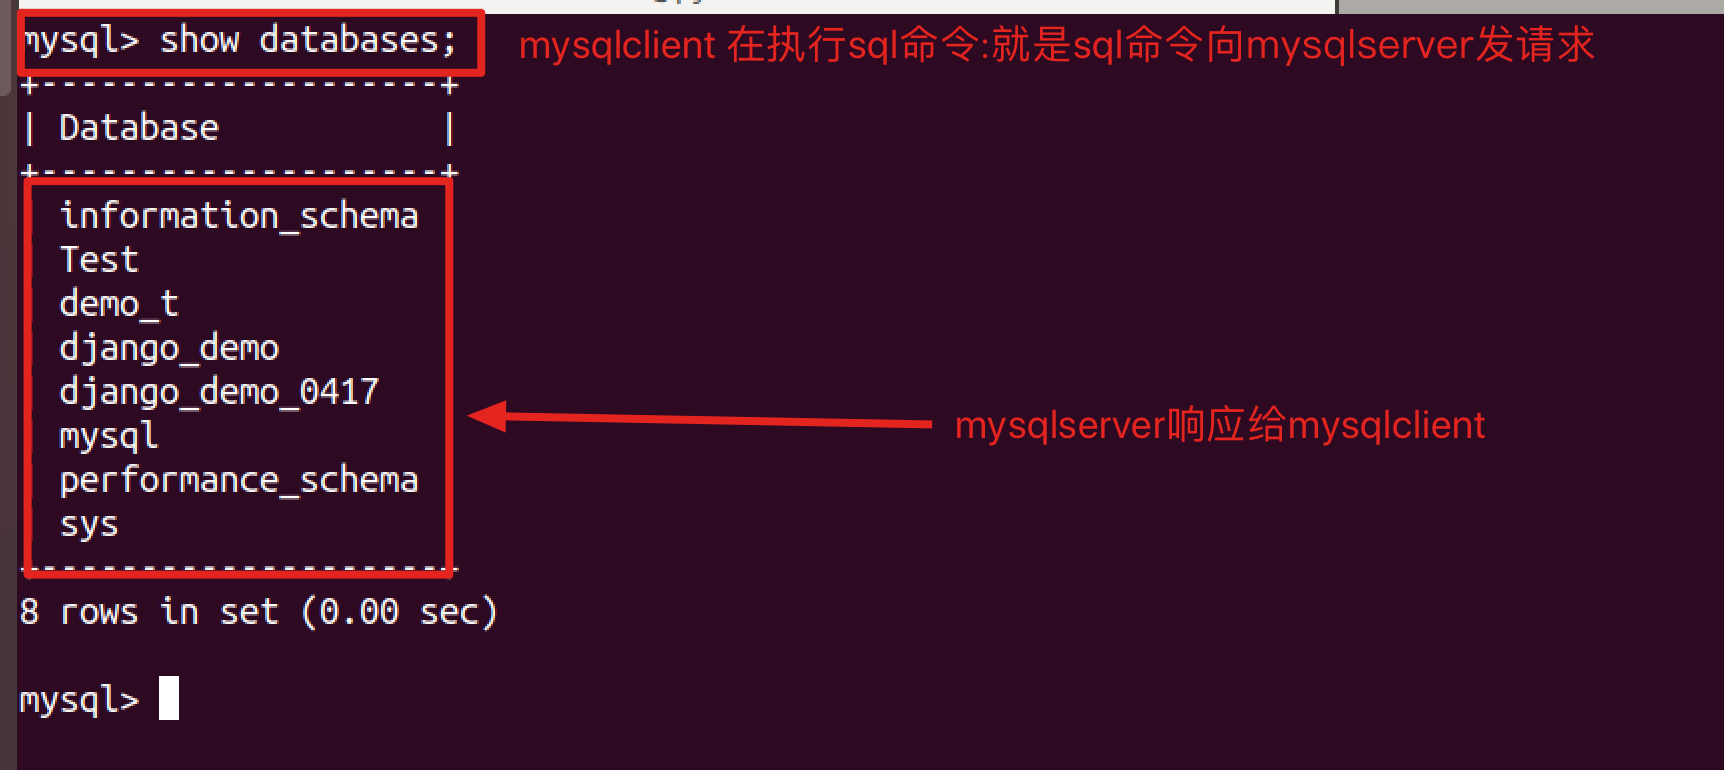 mysql> show databases;
mysqlclient 在执行sql命令:就是sql命令向mysqlserver发请求
+--------------------+
| Database           |
+--------------------+
information_schema
Test
demo_t
django_demo
django_demo_0417
mysql
performance_schema
sys
mysqlserver响应给mysqlclient
+--------------------+
8 rows in set (0.00 sec)
mysql>